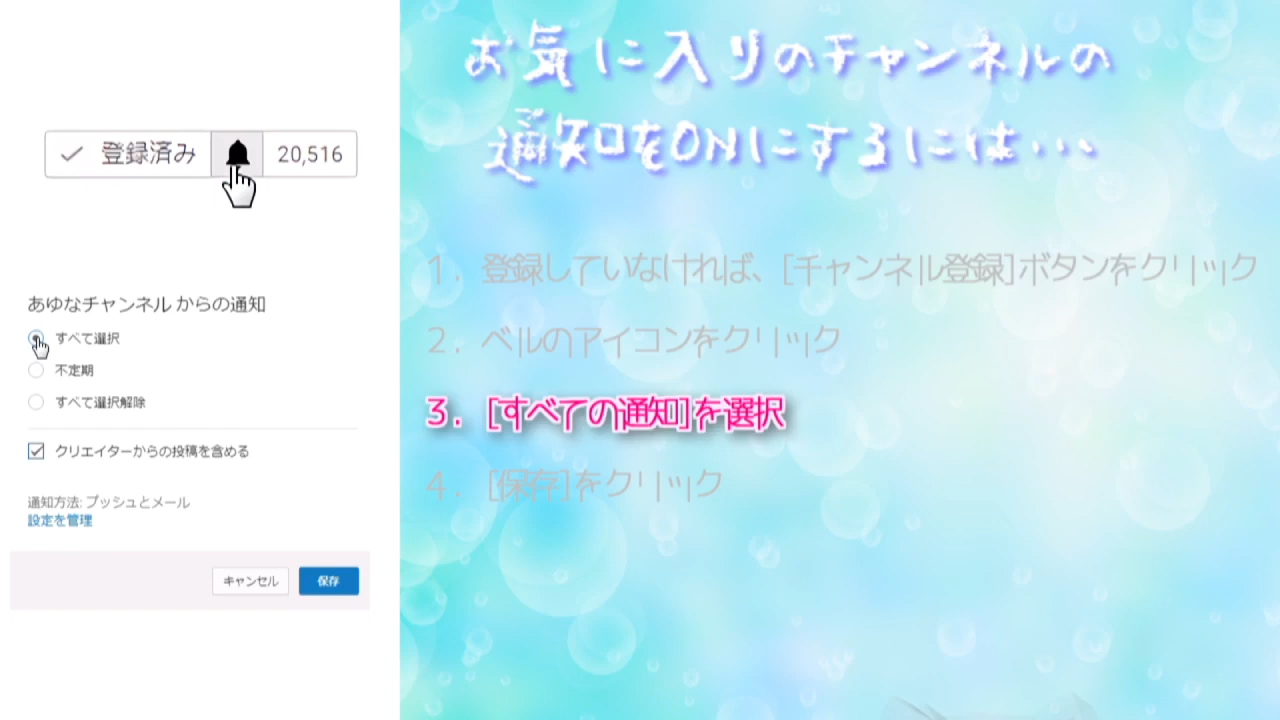 登録済み 20,516
あゆなチャンネル からの通知
すべて選択
不定期
すべて選択解除
クリエイターからの投稿を含める
通知方法: プッシュとメール
設定を管理
キャンセル 保存
お気に入りのチャンネルの
通知をONにするには・・・
1. 登録していなければ、[チャンネル登録]ボタンをクリック
2. ベルのアイコンをクリック
3. [すべての通知]を選択
4. [保存]をクリック